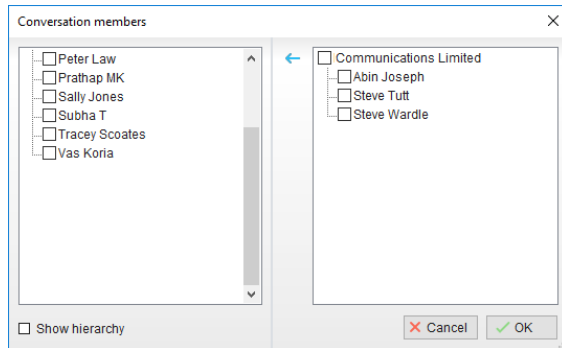 Conversation members
Peter Law
Prathap MK
Sally Jones
Subha T
Tracey Scoates
Vas Koria
Communications Limited
Abin Joseph
Steve Tutt
Steve Wardle
Show hierarchy
Cancel
OK